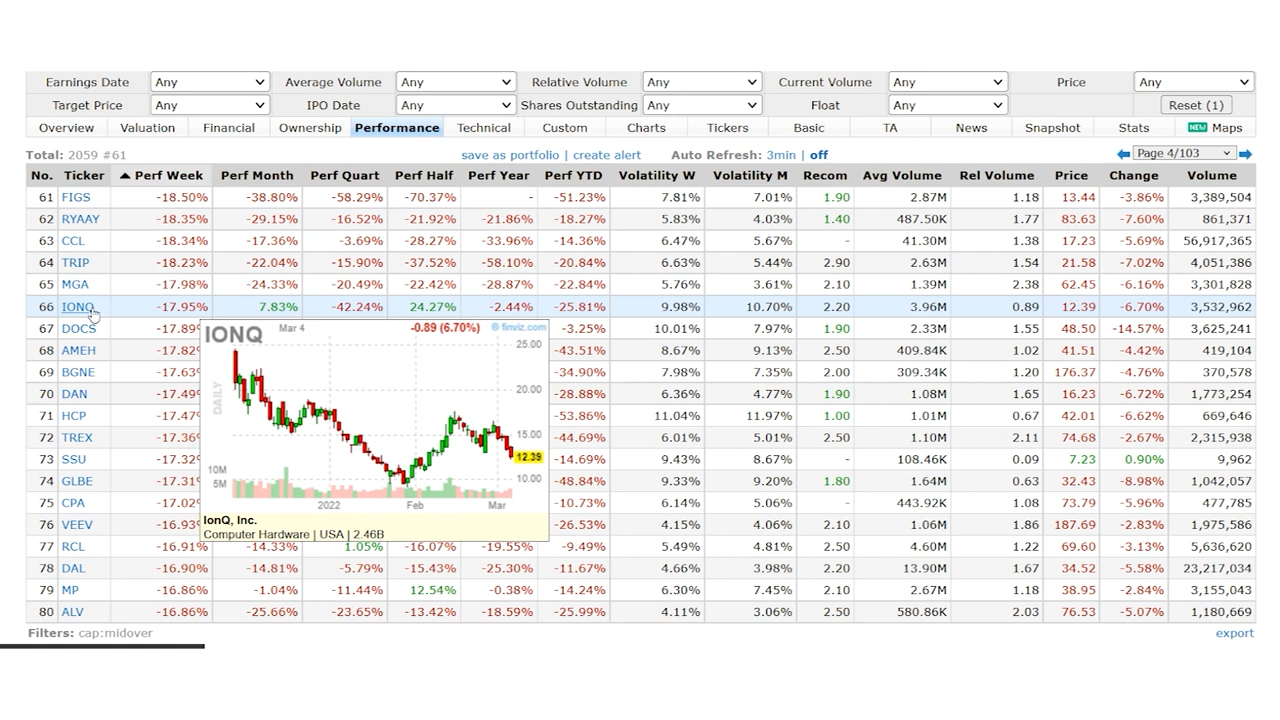 Earnings Date Any Average Volume Any Relative Volume Any Current Volume Any Price Any
Target Price Any IPO Date Any Shares Outstanding Any Float Any Reset (1)
Overview Valuation Financial Ownership Performance Technical Custom Charts Tickers Basic TA News Snapshot Stats NEW Maps
Total: 2059 #61 save as portfolio | create alert Auto Refresh: 3min | off Page 4/103
No. Ticker Perf Week Perf Month Perf Quart Perf Half Perf Year Perf YTD Volatility W Volatility M Recom Avg Volume Rel Volume Price Change Volume
61 FIGS -18.50% -38.80% -58.29% -70.37% - -51.23% 7.81% 7.01% 1.90 2.87M 1.18 13.44 -3.86% 3,389,504
62 RYAAY -18.35% -29.15% -16.52% -21.92% -21.86% -18.27% 5.83% 4.03% 1.40 487.50K 1.77 83.63 -7.60% 861,371
63 CCL -18.34% -17.36% -3.69% -28.27% -33.96% -14.36% 6.47% 5.67% - 41.30M 1.38 17.23 -5.69% 56,917,365
64 TRIP -18.23% -22.04% -15.90% -37.52% -58.10% -20.84% 6.63% 5.44% 2.90 2.63M 1.54 21.58 -7.02% 4,051,386
65 MGA -17.98% -24.33% -20.49% -22.42% -28.87% -22.84% 5.76% 3.61% 2.20 1.39M 2.38 62.45 -6.16% 3,301,828
66 IONQ -17.95% 7.83% -42.24% 24.27% -2.44% -25.81% 9.98% 10.70% 2.20 3.96M 0.89 12.39 -6.70% 3,532,962
67 DOCS -17.89 -3.25% 10.01% 7.97% 1.90 2.33M 1.55 48.50 -14.57% 3,625,241
68 AMEH -17.82 -43.51% 8.67% 9.13% 2.50 409.84K 1.02 41.51 -4.42% 419,104
69 BGNE -17.63 -34.90% 7.98% 7.35% 2.00 309.34K 1.20 176.37 -4.76% 370,578
70 DAN -17.49 -28.88% 6.36% 4.77% 1.90 1.08M 1.65 16.23 -6.72% 1,773,254
71 HCP -17.47 -53.86% 11.04% 11.97% 1.00 1.01M 0.67 42.01 -6.62% 669,646
72 TREX -17.36 -44.69% 6.01% 5.01% 2.50 1.10M 2.11 74.68 -2.67% 2,315,938
73 SSU -17.32 -14.69% 9.43% 8.67% - 108.46K 0.09 7.23 0.90% 9,962
74 GLBE -17.31 -48.84% 9.33% 9.20% 1.80 1.64M 0.63 32.43 -8.98% 1,042,057
75 CPA -17.02 -10.73% 6.14% 5.06% - 443.92K 1.08 73.79 -5.96% 477,785
76 VEEV -16.93 -26.53% 4.15% 4.06% 2.10 1.06M 1.86 187.69 -2.83% 1,975,586
77 RCL -16.91% -14.33% 1.05% -16.07% -19.55% -9.49% 5.49% 4.81% 2.50 4.60M 1.22 69.60 -3.13% 5,636,620
78 DAL -16.90% -14.81% -5.79% -15.43% -25.30% -11.67% 4.66% 3.98% 2.20 13.90M 1.67 34.52 -5.58% 23,217,034
79 MP -16.86% -1.04% -11.44% 12.54% -0.38% -14.24% 6.30% 7.45% 2.10 2.67M 1.18 38.95 -2.84% 3,155,043
80 ALV -16.86% -25.66% -23.65% -13.42% -18.59% -25.99% 4.11% 3.06% 2.50 580.86K 2.03 76.53 -5.07% 1,180,669
IONQ Mar 4 -0.89 (6.70%) © finviz.com
DAILY
25.00
20.00
15.00
12.39
10.00
10M
5M
2022 Feb Mar
IonQ, Inc.
Computer Hardware | USA | 2.46B
Filters: cap:midover export